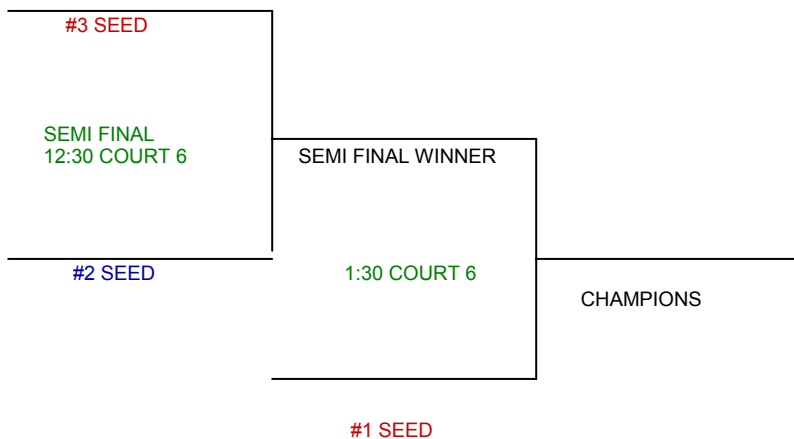 #3 SEED
SEMI FINAL
12:30 COURT 6
SEMI FINAL WINNER
#2 SEED
1:30 COURT 6
CHAMPIONS
#1 SEED